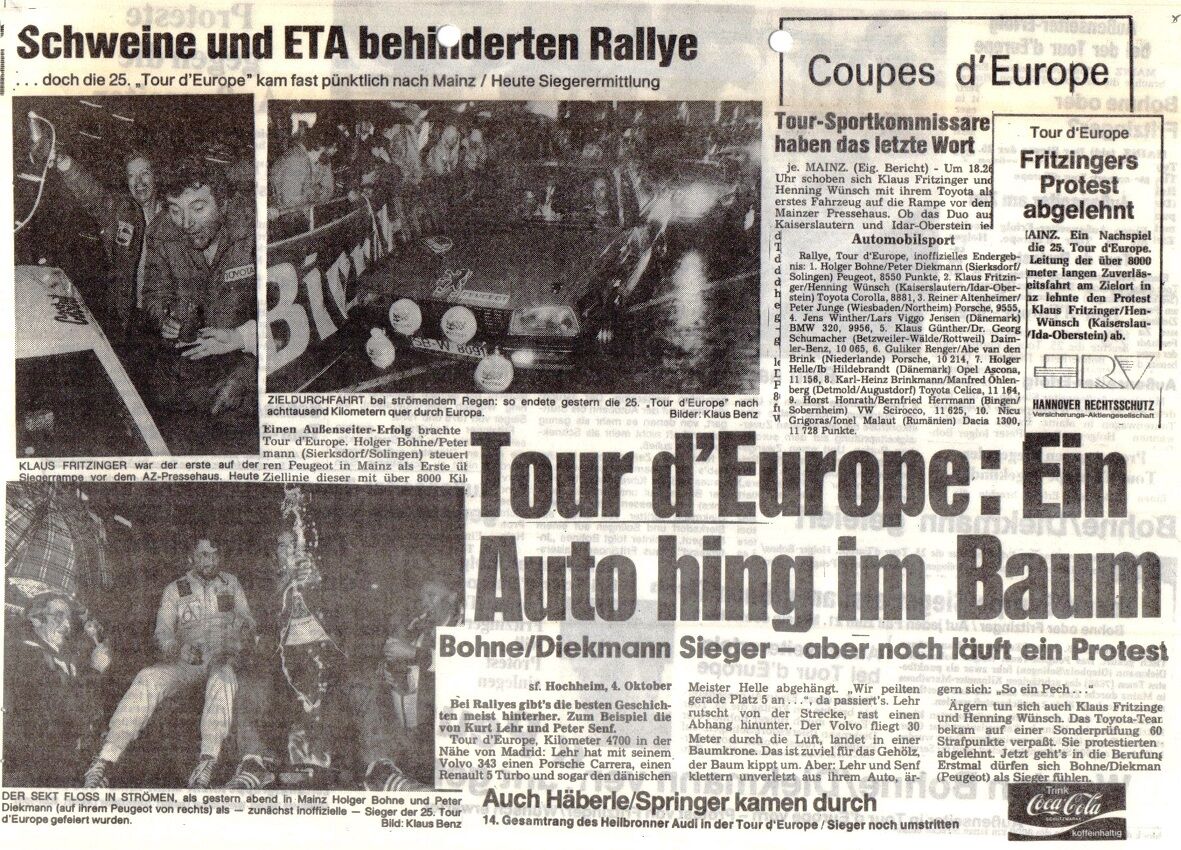 Schweine und ETA behinderten Rallye
. . . doch die 25. „Tour d'Europe" kam fast pünktlich nach Mainz / Heute Siegerermittlung
Coupes d'Europe
Tour-Sportkommissare
haben das letzte Wort
je. MAINZ. (Eig. Bericht) - Um 18.26
Uhr schoben sich Klaus Fritzinger und
Henning Wünsch mit ihrem Toyota als
erstes Fahrzeug auf die Rampe vor dem
Mainzer Pressehaus. Ob das Duo aus
Kaiserslautern und Idar-Oberstein je
Automobilsport
Rallye, Tour d'Europe, inoffizielles Endergeb-
nis: 1. Holger Bohne/Peter Diekmann (Sierksdorf/
Solingen) Peugeot, 8550 Punkte, 2. Klaus Fritzin-
ger/Henning Wünsch (Kaiserslautern/Idar-Ober-
stein) Toyota Corolla, 8881, 3. Reiner Altenheimer/
Peter Junge (Wiesbaden/Northeim) Porsche, 9555,
4. Jens Winther/Lars Viggo Jensen (Dänemark)
BMW 320, 9956, 5. Klaus Günther/Dr. Georg
Schumacher (Betzweiler-Wälde/Rottweil) Daim-
ler-Benz, 10 065, 6. Guliker Renger/Abe van den
Brink (Niederlande) Porsche, 10 214, 7. Holger
Helle/Ib Hildebrandt (Dänemark) Opel Ascona,
11 156, 8. Karl-Heinz Brinkmann/Manfred Öhlen-
berg (Detmold/Augustdorf) Toyota Celica, 11 164,
9. Horst Honrath/Bernfried Herrmann (Bingen/
Sobernheim) VW Scirocco, 11 625, 10. Nicu
Grigoras/Ionel Malaut (Rumänien) Dacia 1300,
11 728 Punkte.
Tour d'Europe
Fritzingers
Protest
abgelehnt
MAINZ. Ein Nachspiel
die 25. Tour d'Europe.
Leitung der über 8000
meter langen Zuverläs-
eitsfahrt am Zielort in
nz lehnte den Protest
Klaus Fritzinger/Hen-
Wünsch (Kaiserslau-
/Ida-Oberstein) ab.
HRV
HANNOVER RECHTSSCHUTZ
Versicherungs-Aktiengesellschaft
TOYOTA
Castrol
PEUGEOT
ZIELDURCHFAHRT bei strömendem Regen: so endete gestern die 25. „Tour d'Europe" nach
achttausend Kilometern quer durch Europa.
Bilder: Klaus Benz
KLAUS FRITZINGER war der erste auf der
Siegerrampe vor dem AZ-Pressehaus. Heute
Einen Außenseiter-Erfolg brachte
Tour d'Europe. Holger Bohne/Peter
mann (Sierksdorf/Solingen) steuert
ren Peugeot in Mainz als Erste üb
Ziellinie dieser mit über 8000 Kil
Tour d'Europe: Ein
Auto hing im Baum
Bohne/Diekmann Sieger – aber noch läuft ein Protest
sf. Hochheim, 4. Oktober
Bei Rallyes gibt's die besten Geschich-
ten meist hinterher. Zum Beispiel die
von Kurt Lehr und Peter Senf.
Tour d'Europe, Kilometer 4700 in der
Nähe von Madrid: Lehr hat mit seinem
Volvo 343 einen Porsche Carrera, einen
Renault 5 Turbo und sogar den dänischen
Meister Helle abgehängt. „Wir peilten
gerade Platz 5 an . . .", da passiert's. Lehr
rutscht von der Strecke, rast einen
Abhang hinunter. Der Volvo fliegt 30
Meter durch die Luft, landet in einer
Baumkrone. Das ist zuviel für das Gehölz,
der Baum kippt um. Aber: Lehr und Senf
klettern unverletzt aus ihrem Auto, är-
gern sich: „So ein Pech . . ."
Ärgern tun sich auch Klaus Fritzinge
und Henning Wünsch. Das Toyota-Tear
bekam auf einer Sonderprüfung 60
Strafpunkte verpaßt. Sie protestierten
abgelehnt. Jetzt geht's in die Berufung
Erstmal dürfen sich Bohne/Diekman
(Peugeot) als Sieger fühlen.
DER SEKT FLOSS IN STRÖMEN, als gestern abend in Mainz Holger Bohne und Peter
Diekmann (auf ihrem Peugeot von rechts) als — zunächst inoffizielle — Sieger der 25. Tour
d'Europe gefeiert wurden.
Bild: Klaus Benz
Auch Häberle/Springer kamen durch
14. Gesamtrang des Heilbronner Audi in der Tour d'Europe / Sieger noch umstritten
Trink
Coca-Cola
SCHUTZMARKE
koffeinhaltig